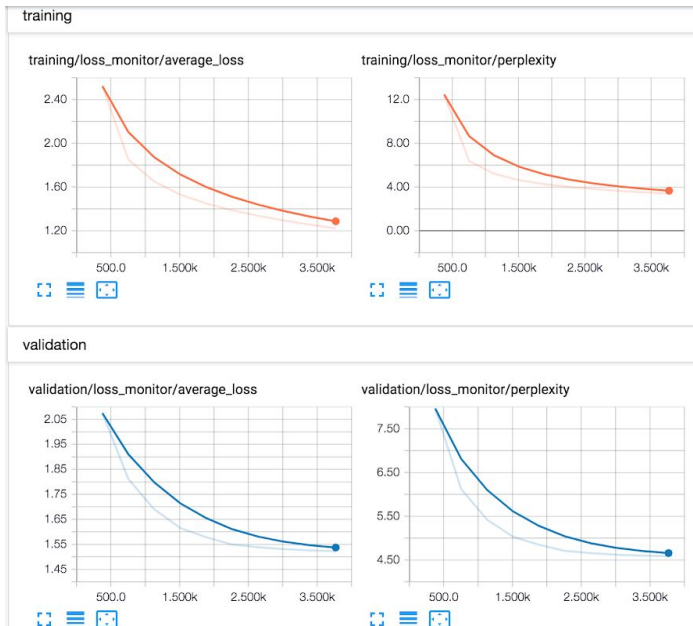 training
training/loss_monitor/average_loss
training/loss_monitor/perplexity
2.40
2.00
1.60
1.20
500.0 1.500k 2.500k 3.500k
12.0
8.00
4.00
0.00
500.0 1.500k 2.500k 3.500k
validation
validation/loss_monitor/average_loss
validation/loss_monitor/perplexity
2.05
1.95
1.85
1.75
1.65
1.55
1.45
500.0 1.500k 2.500k 3.500k
7.50
6.50
5.50
4.50
500.0 1.500k 2.500k 3.500k